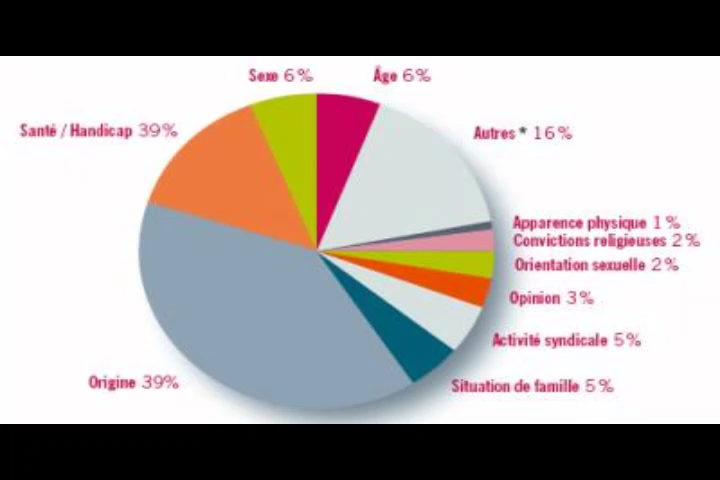 Sexe 6%
Âge 6%
Santé / Handicap 39%
Autres * 16%
Apparence physique 1%
Convictions religieuses 2%
Orientation sexuelle 2%
Opinion 3%
Activité syndicale 5%
Origine 39%
Situation de famille 5%